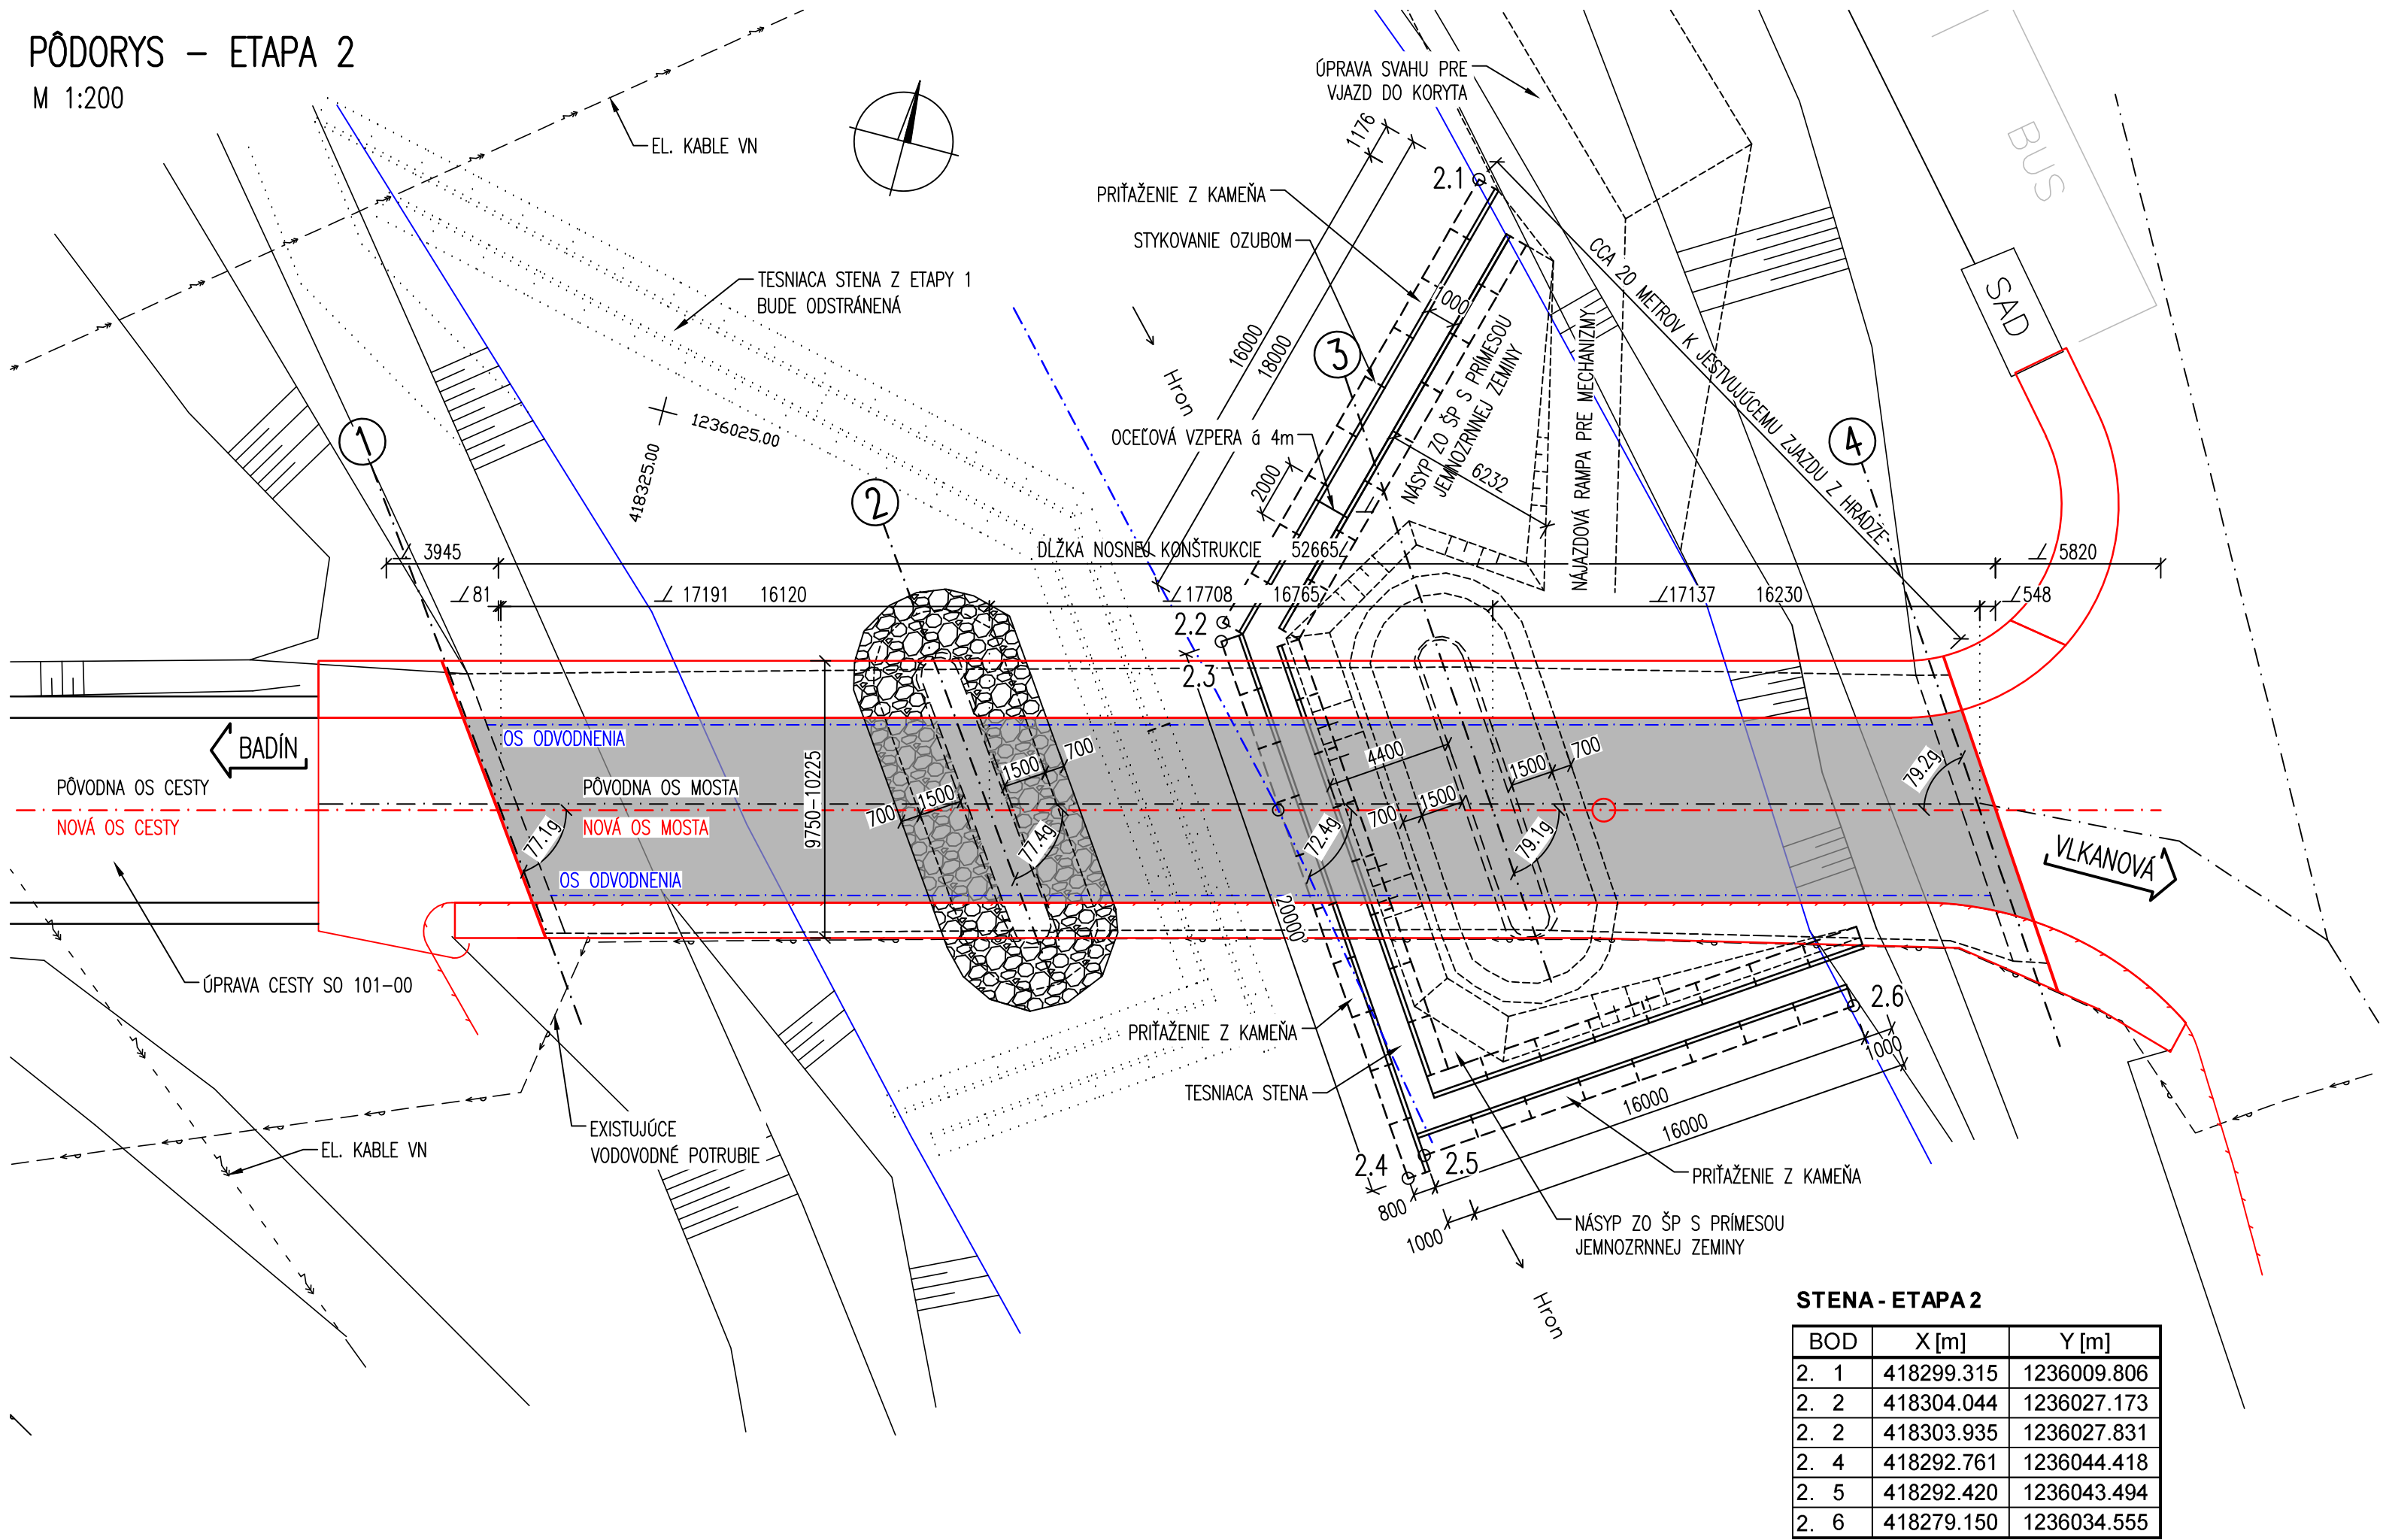 PÔDORYS – ETAPA 2
M 1:200
EL. KABLE VN
ÚPRAVA SVAHU PRE
VJAZD DO KORYTA
BUS
SAD
1176
2.1
PRIŤAŽENIE Z KAMEŇA
STYKOVANIE OZUBOM
TESNIACA STENA Z ETAPY 1
BUDE ODSTRÁNENÁ
CCA 20 METROV K JESTVUJÚCEMU ZJAZDU Z HRÁDZE
1000
16000
18000
Hron
NÁSYP ZO ŠP S PRÍMESOU
JEMNOZRNNEJ ZEMINY
NÁJAZDOVÁ RAMPA PRE MECHANIZMY
1
2
3
4
1236025.00
418325.00
OCEĽOVÁ VZPERA á 4m
2000
6232
3945
DĹŽKA NOSNEJ KONŠTRUKCIE 52665
5820
81
17191 16120
17708 16765
17137 16230
548
2.2
2.3
BADÍN
OS ODVODNENIA
PÔVODNA OS CESTY
NOVÁ OS CESTY
PÔVODNA OS MOSTA
NOVÁ OS MOSTA
OS ODVODNENIA
9750-10225
77.1g
700
1500
1500
700
77.4g
4400
72.4g
700
1500
1500
700
79.1g
79.2g
VLKANOVÁ
20000
ÚPRAVA CESTY SO 101-00
PRIŤAŽENIE Z KAMEŇA
TESNIACA STENA
2.6
1000
16000
16000
EXISTUJÚCE
VODOVODNÉ POTRUBIE
EL. KABLE VN
2.4
2.5
800
1000
PRIŤAŽENIE Z KAMEŇA
NÁSYP ZO ŠP S PRÍMESOU
JEMNOZRNNEJ ZEMINY
Hron
STENA - ETAPA 2
BOD X [m] Y [m]
2. 1 418299.315 1236009.806
2. 2 418304.044 1236027.173
2. 2 418303.935 1236027.831
2. 4 418292.761 1236044.418
2. 5 418292.420 1236043.494
2. 6 418279.150 1236034.555